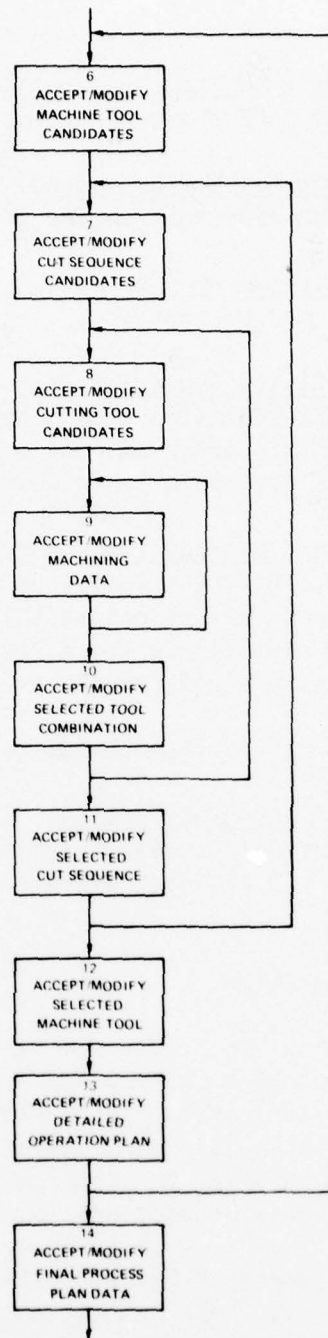 6
ACCEPT/MODIFY
MACHINE TOOL
CANDIDATES
7
ACCEPT/MODIFY
CUT SEQUENCE
CANDIDATES
8
ACCEPT/MODIFY
CUTTING TOOL
CANDIDATES
9
ACCEPT/MODIFY
MACHINING
DATA
10
ACCEPT/MODIFY
SELECTED TOOL
COMBINATION
11
ACCEPT/MODIFY
SELECTED
CUT SEQUENCE
12
ACCEPT/MODIFY
SELECTED
MACHINE TOOL
13
ACCEPT/MODIFY
DETAILED
OPERATION PLAN
14
ACCEPT/MODIFY
FINAL PROCESS
PLAN DATA